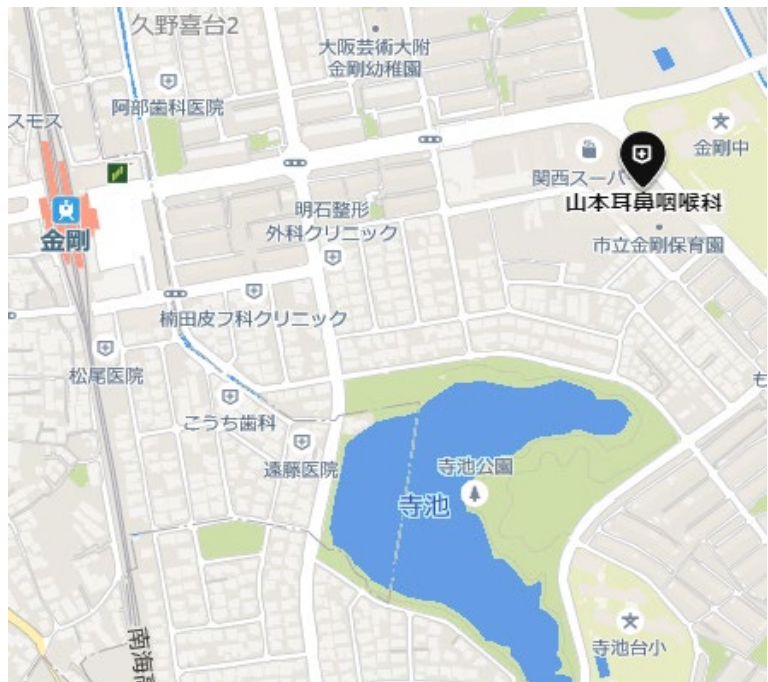 久野喜台2
大阪芸術大附
金剛幼稚園
阿部歯科医院
スモス
金剛中
関西スーパー
山本耳鼻咽喉科
明石整形
外科クリニック
金剛
市立金剛保育園
楠田皮フ科クリニック
松尾医院
こうち歯科
も
遠藤医院
寺池公園
寺池
寺池台小
南海高